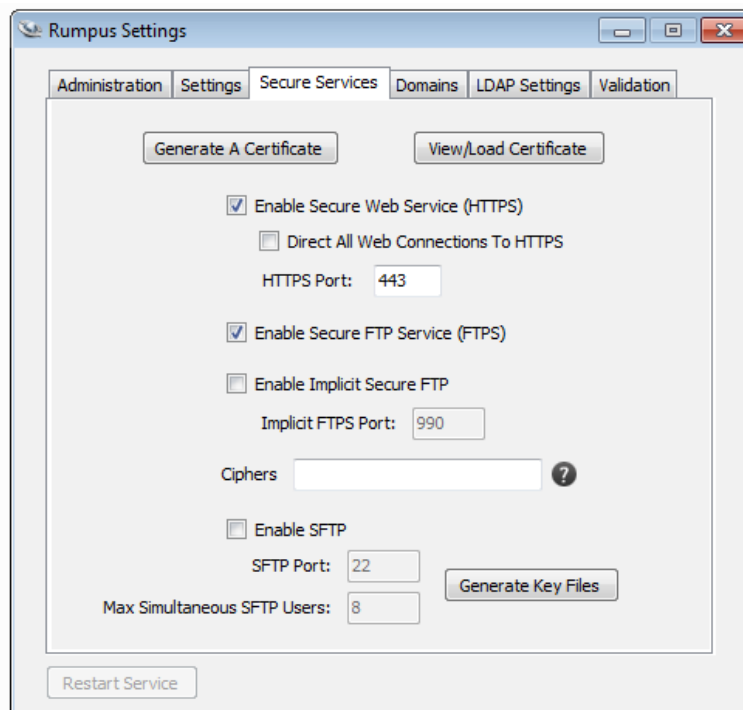 Rumpus Settings
Administration Settings Secure Services Domains LDAP Settings Validation
Generate A Certificate View/Load Certificate
Enable Secure Web Service (HTTPS)
Direct All Web Connections To HTTPS
HTTPS Port: 443
Enable Secure FTP Service (FTPS)
Enable Implicit Secure FTP
Implicit FTPS Port: 990
Ciphers ?
Enable SFTP
SFTP Port: 22
Generate Key Files
Max Simultaneous SFTP Users: 8
Restart Service